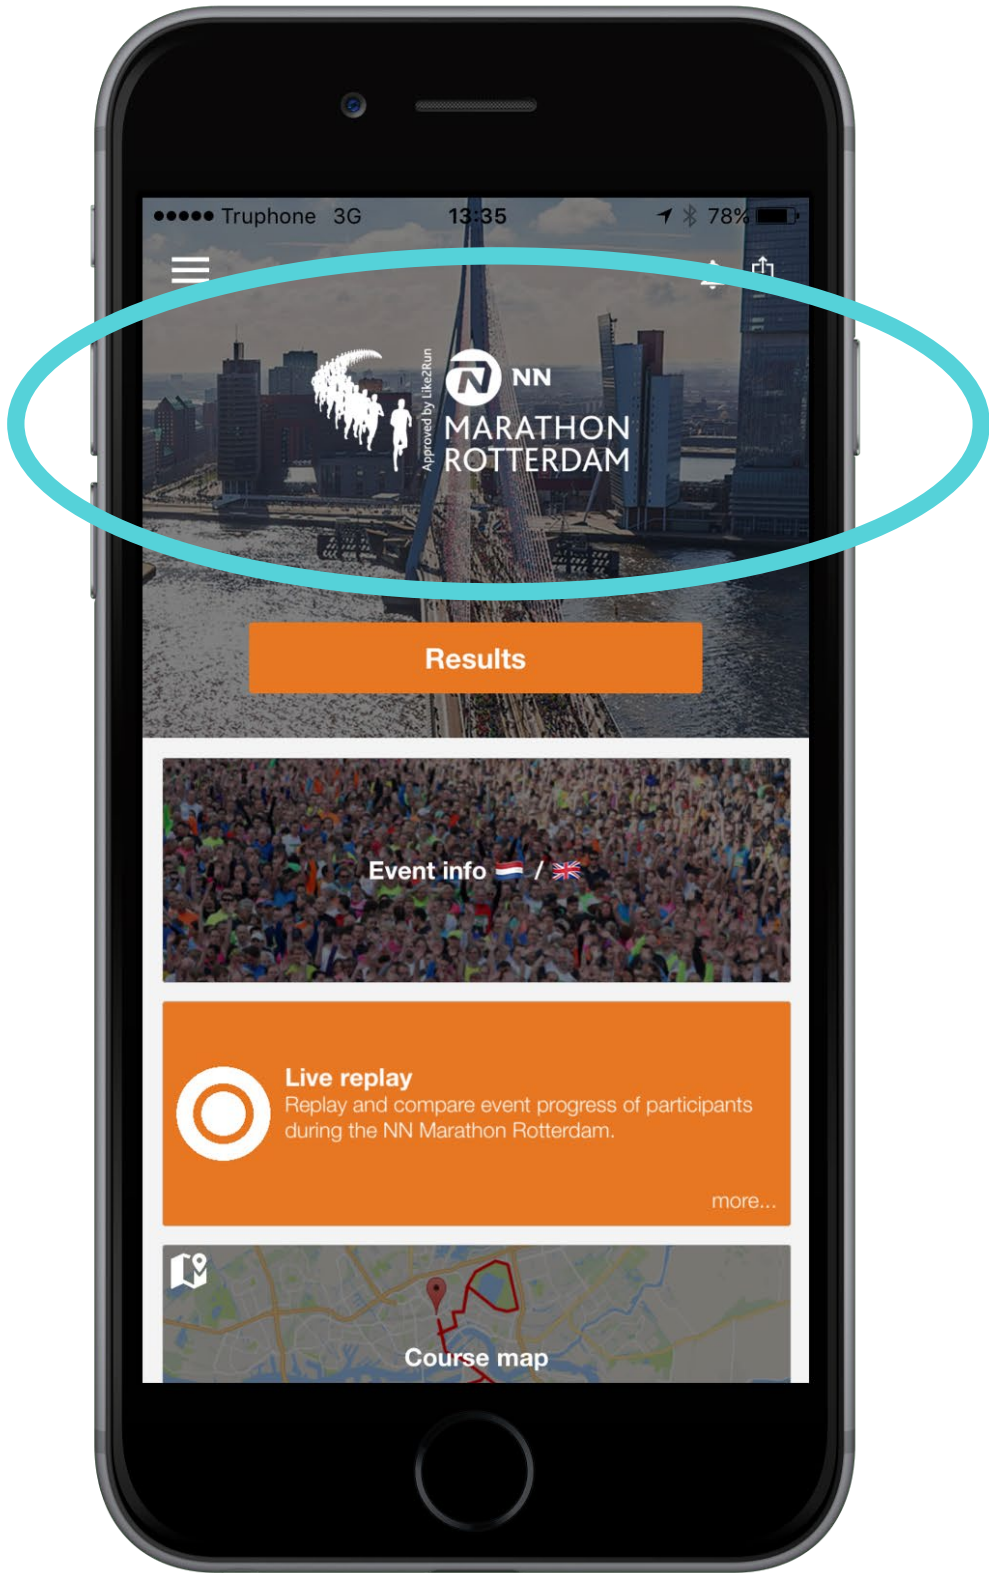 Truphone 3G 13:35 78%
Approved by Like2Run
NN
MARATHON
ROTTERDAM
Results
Event info 🇳🇱 / 🇬🇧
Live replay
Replay and compare event progress of participants
during the NN Marathon Rotterdam.
more...
Course map